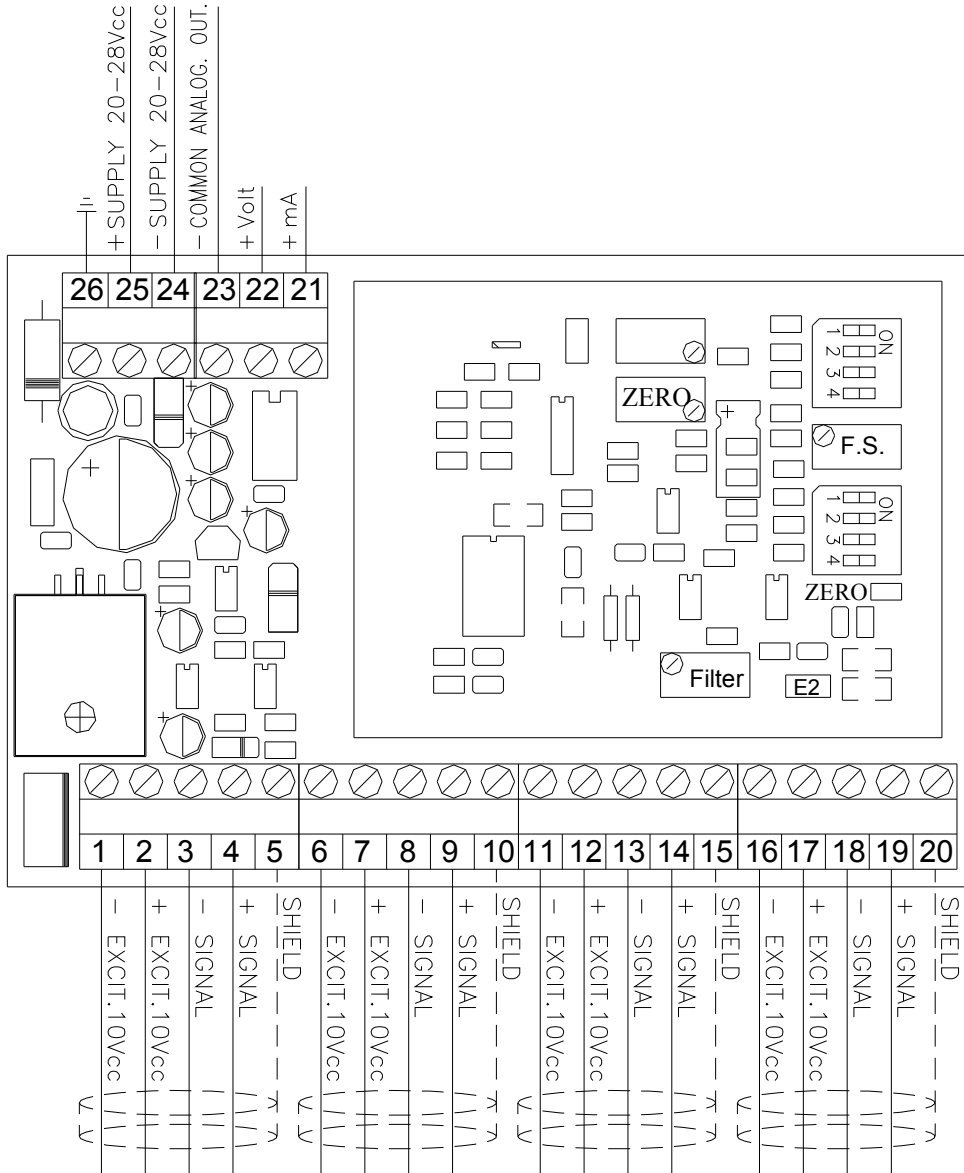 + SUPPLY 20-28Vcc
- SUPPLY 20-28Vcc
- COMMON ANALOG. OUT.
+ Volt
+ mA
26 25 24 23 22 21
ON
1
2
3
4
ZERO
F.S.
ON
1
2
3
4
ZERO
Filter
E2
1 2 3 4 5 6 7 8 9 10 11 12 13 14 15 16 17 18 19 20
- EXCIT.10Vcc
+ EXCIT.10Vcc
- SIGNAL
+ SIGNAL
SHIELD
- EXCIT.10Vcc
+ EXCIT.10Vcc
- SIGNAL
+ SIGNAL
SHIELD
- EXCIT.10Vcc
+ EXCIT.10Vcc
- SIGNAL
+ SIGNAL
SHIELD
- EXCIT.10Vcc
+ EXCIT.10Vcc
- SIGNAL
+ SIGNAL
SHIELD